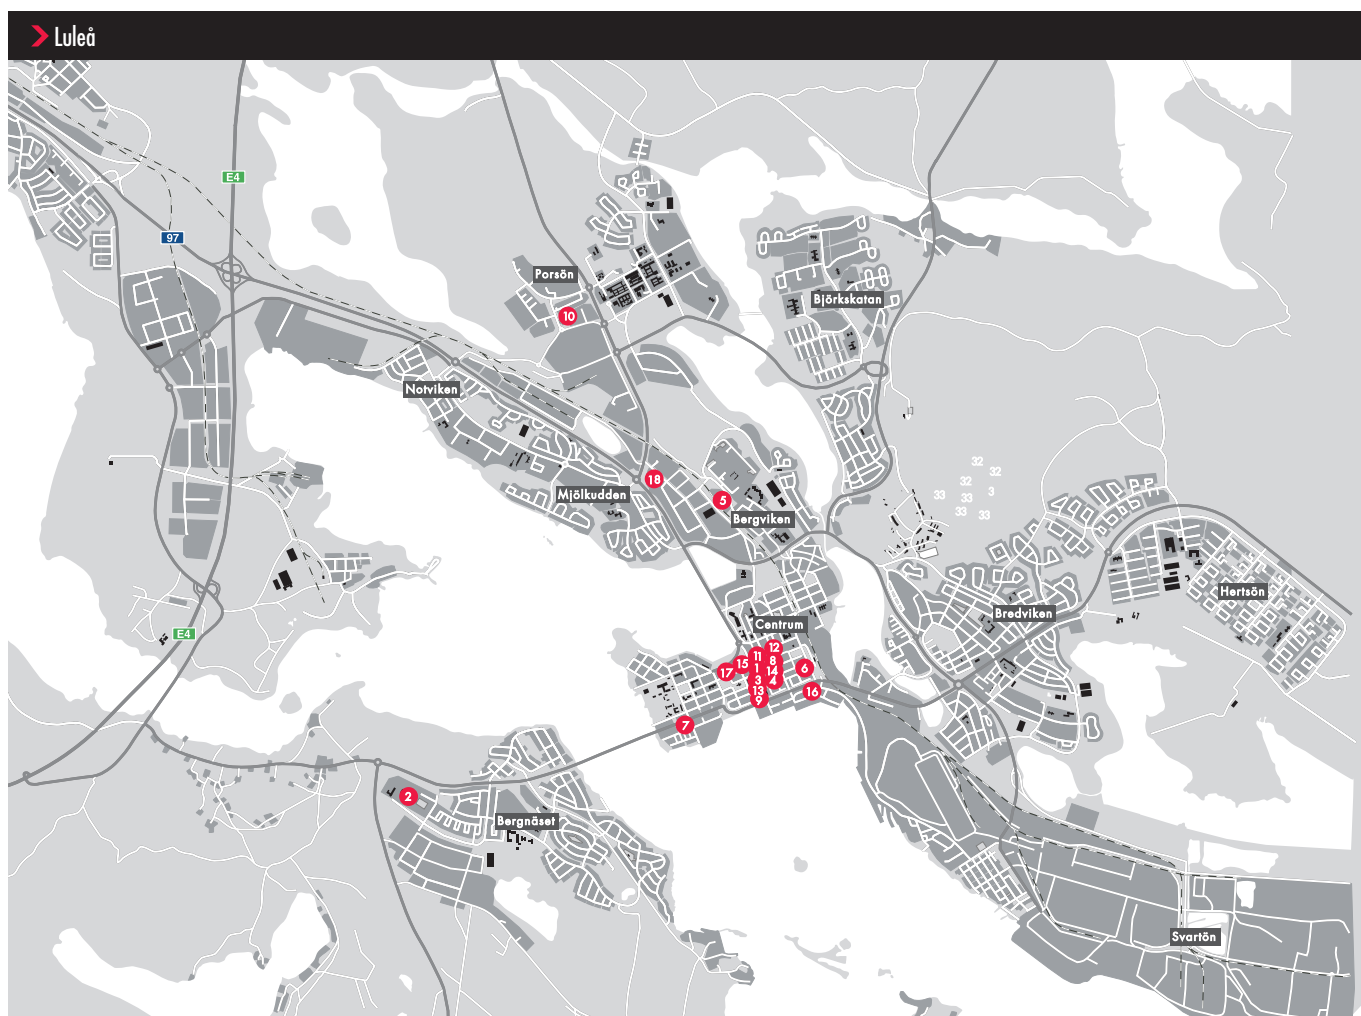 Luleå
E4
97
Porsön
Björkskatan
10
Notviken
32
32
18
32
Mjölkudden
33
33
3
5
33
33
Bergviken
Hertsön
Bredviken
Centrum
E4
12
11
8
15
1
6
17
14
3
4
13
16
9
7
2
Bergnäset
Svartön